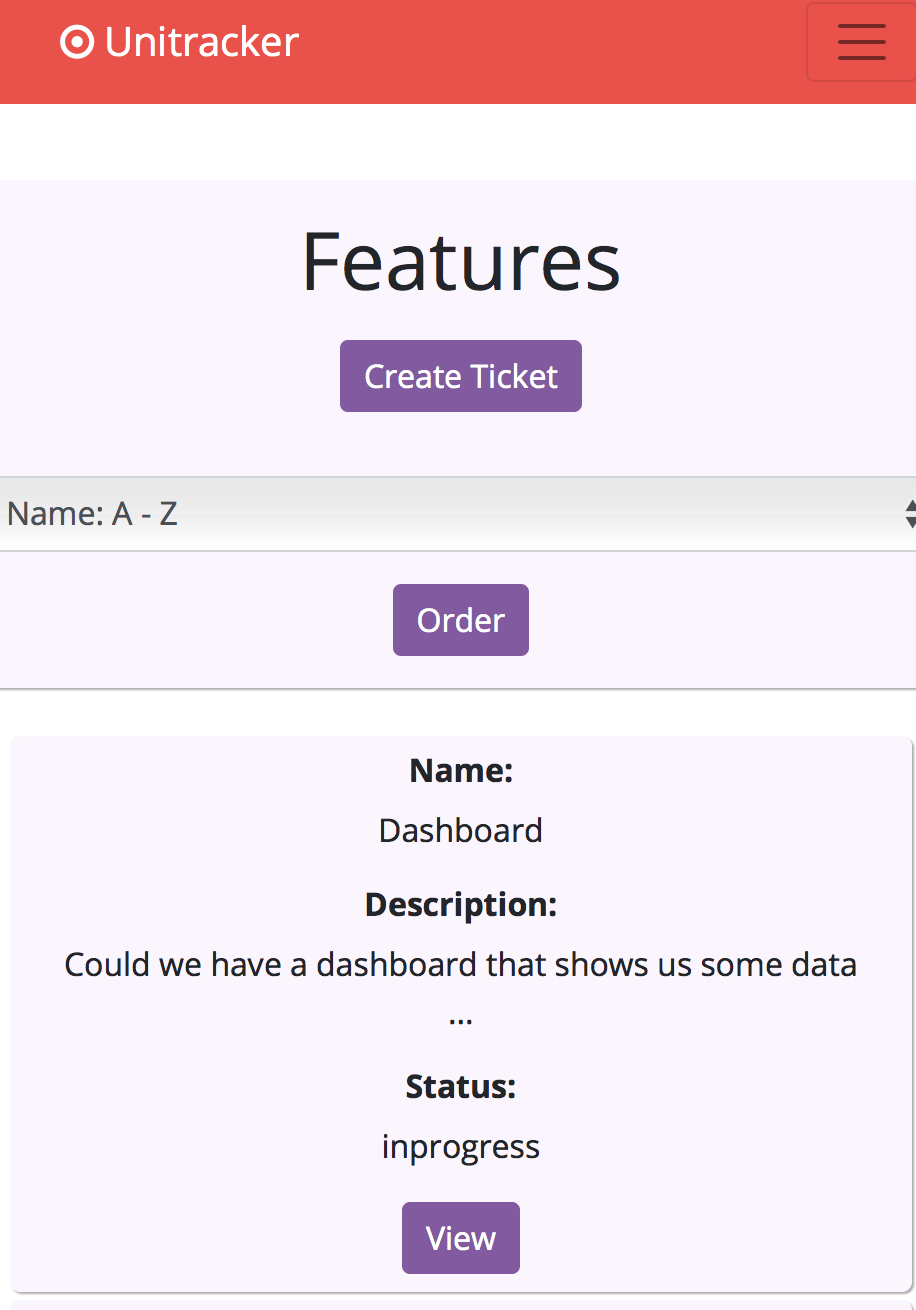 Unitracker
Features
Create Ticket
Name: A - Z
Order
Name:
Dashboard
Description:
Could we have a dashboard that shows us some data
...
Status:
inprogress
View